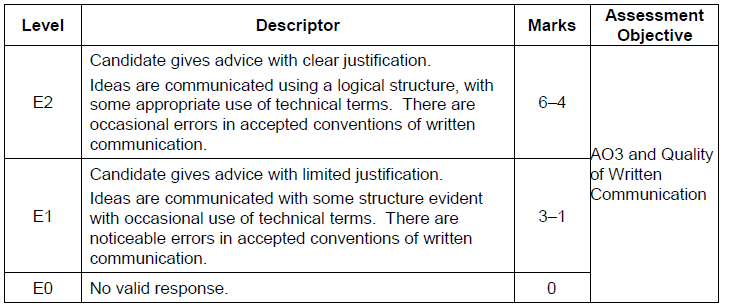 Level
Descriptor
Marks
Assessment
Objective
E2
Candidate gives advice with clear justification.
Ideas are communicated using a logical structure, with
some appropriate use of technical terms.  There are
occasional errors in accepted conventions of written
communication.
6–4
AO3 and Quality
of Written
Communication
E1
Candidate gives advice with limited justification.
Ideas are communicated with some structure evident
with occasional use of technical terms.  There are
noticeable errors in accepted conventions of written
communication.
3–1
E0
No valid response.
0